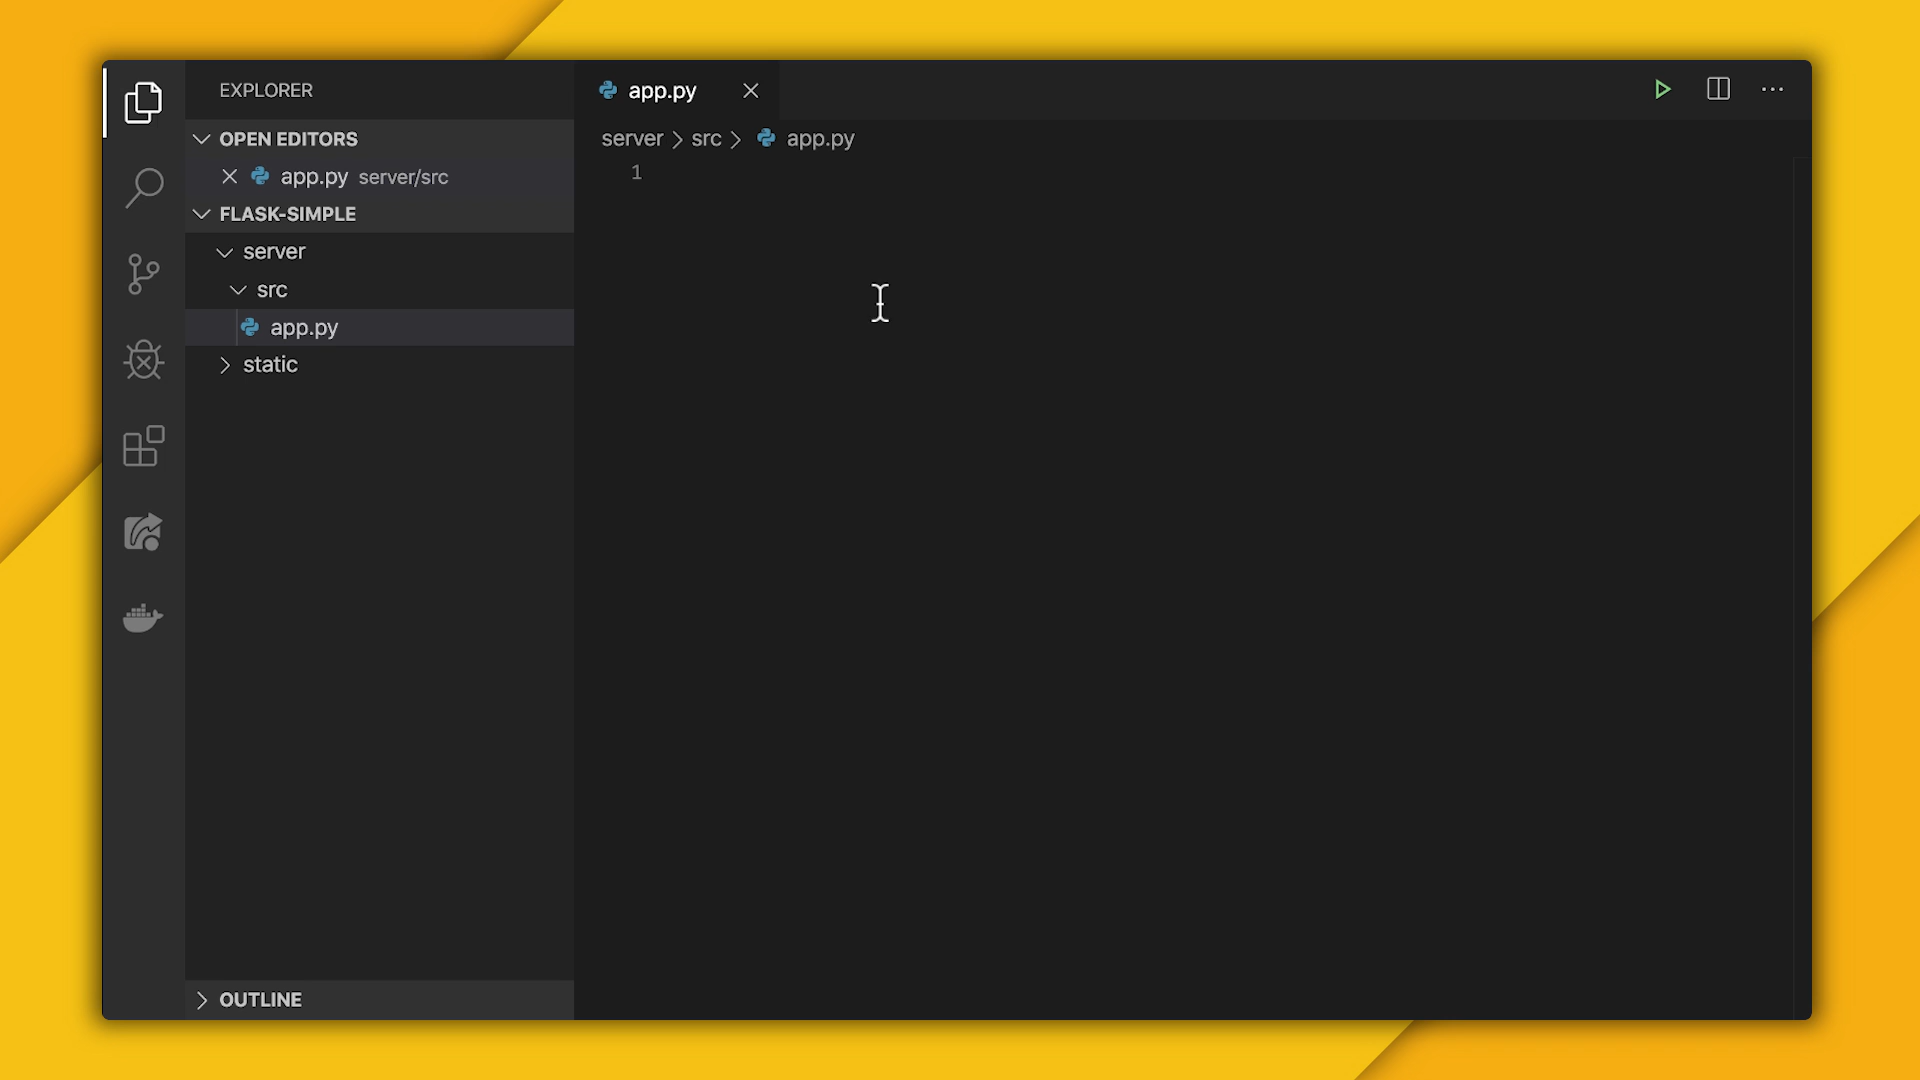 EXPLORER
OPEN EDITORS
app.py server/src
FLASK-SIMPLE
server
src
app.py
static
OUTLINE
app.py
server src app.py
1